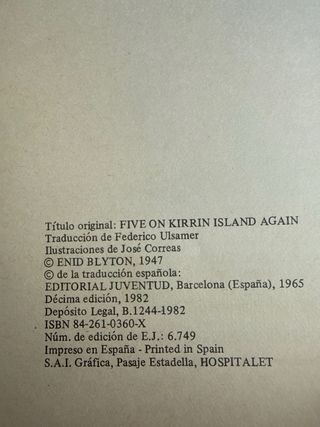 Título original: FIVE ON KIRRIN ISLAND AGAIN
Traducción de Federico Ulsamer
Ilustraciones de José Correas
© ENID BLYTON, 1947
© de la traducción española:
EDITORIAL JUVENTUD, Barcelona (España), 1965
Décima edición, 1982
Depósito Legal, B.1244-1982
ISBN 84-261-0360-X
Núm. de edición de E.J.: 6.749
Impreso en España - Printed in Spain
S.A.I. Gráfica, Pasaje Estadella, HOSPITALET